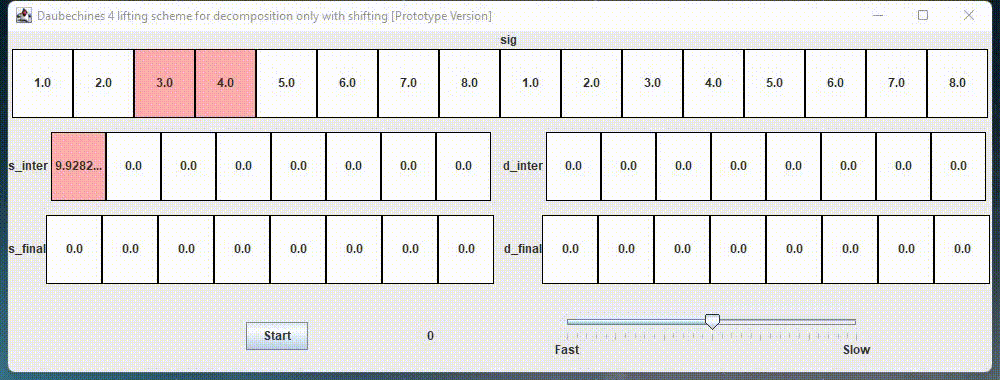 Daubechines 4 lifting scheme for decomposition only with shifting [Prototype Version]
sig
1.0 2.0 3.0 4.0 5.0 6.0 7.0 8.0 1.0 2.0 3.0 4.0 5.0 6.0 7.0 8.0
s_inter 9.9282... 0.0 0.0 0.0 0.0 0.0 0.0 0.0 d_inter 0.0 0.0 0.0 0.0 0.0 0.0 0.0 0.0
s_final 0.0 0.0 0.0 0.0 0.0 0.0 0.0 0.0 d_final 0.0 0.0 0.0 0.0 0.0 0.0 0.0 0.0
Start 0
Fast Slow